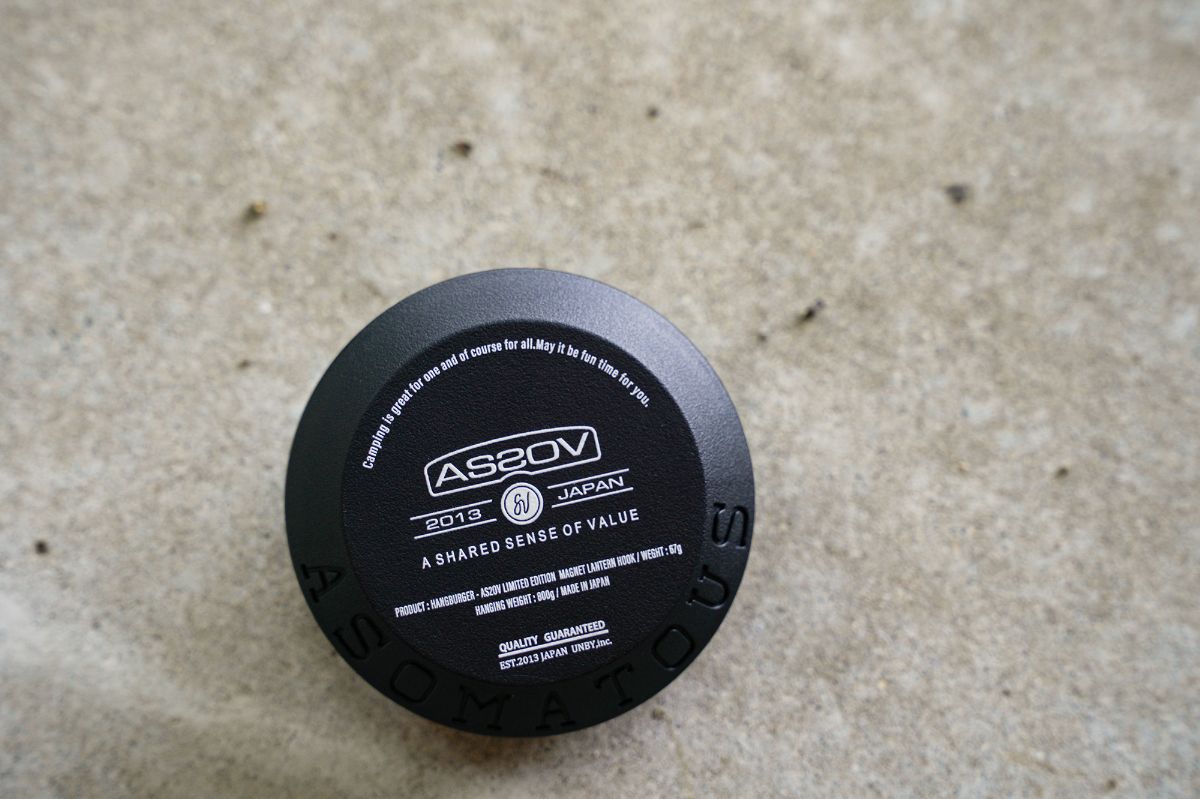 Camping is great for one and of course for all.May it be fun time for you.
AS2OV
2013 JAPAN
A SHARED SENSE OF VALUE
PRODUCT : HANGBURGER - AS2OV LIMITED EDITION MAGNET LANTERN HOOK / WEGHT : 67g
HANGING WEIGHT : 800g / MADE IN JAPAN
QUALITY GUARANTEED
EST.2013 JAPAN UNBY,inc.
ASOMATOUS